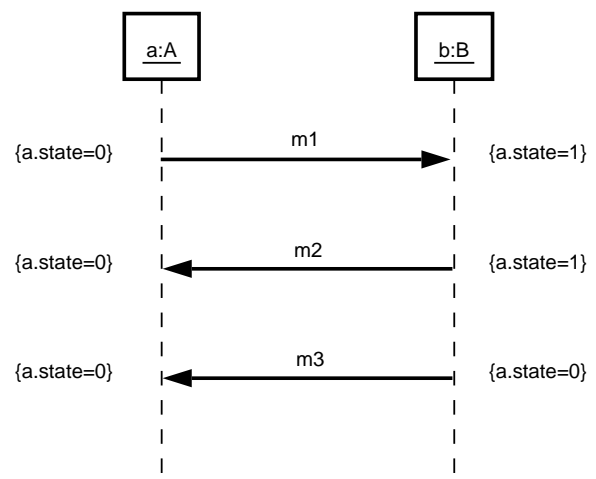 a:A b:B
{a.state=0} m1 {a.state=1}
{a.state=0} m2 {a.state=1}
{a.state=0} m3 {a.state=0}